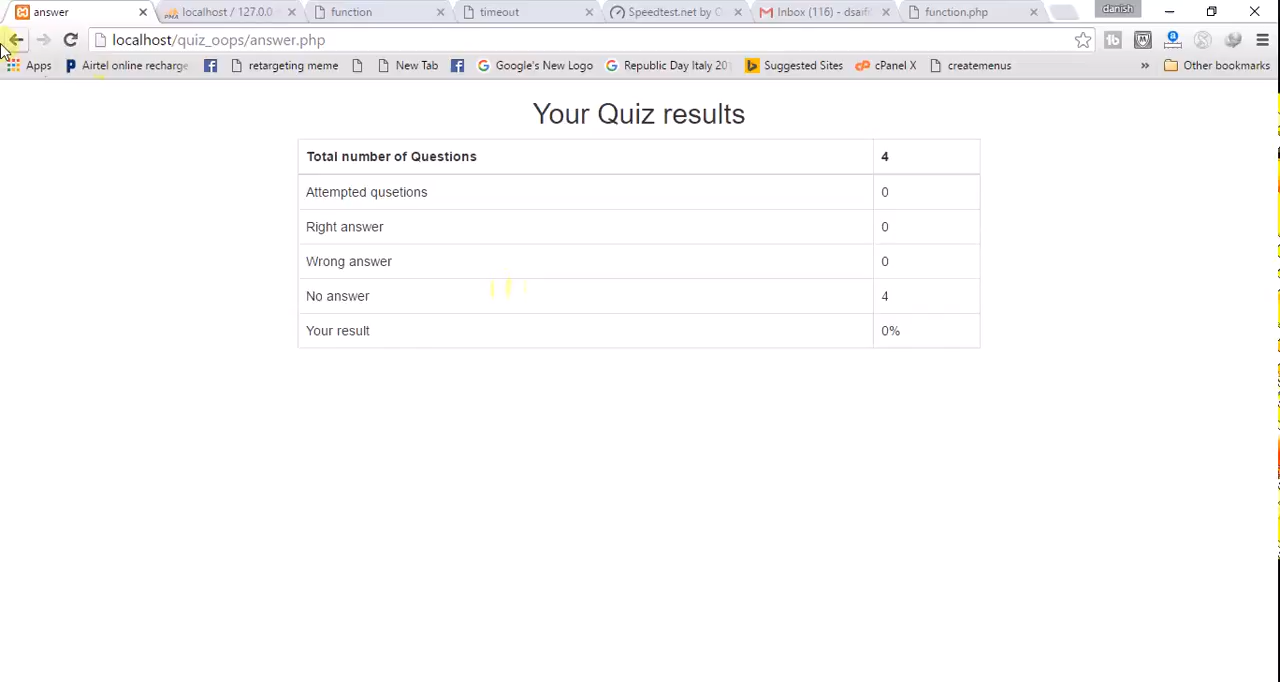 answer localhost / 127.0.0 function timeout Speedtest.net by O Inbox (116) - dsaifi function.php danish
localhost/quiz_oops/answer.php
Apps Airtel online recharge retargeting meme New Tab Google's New Logo Republic Day Italy 201 Suggested Sites cPanel X createmenus » Other bookmarks
Your Quiz results
Total number of Questions 4
Attempted qusetions 0
Right answer 0
Wrong answer 0
No answer 4
Your result 0%